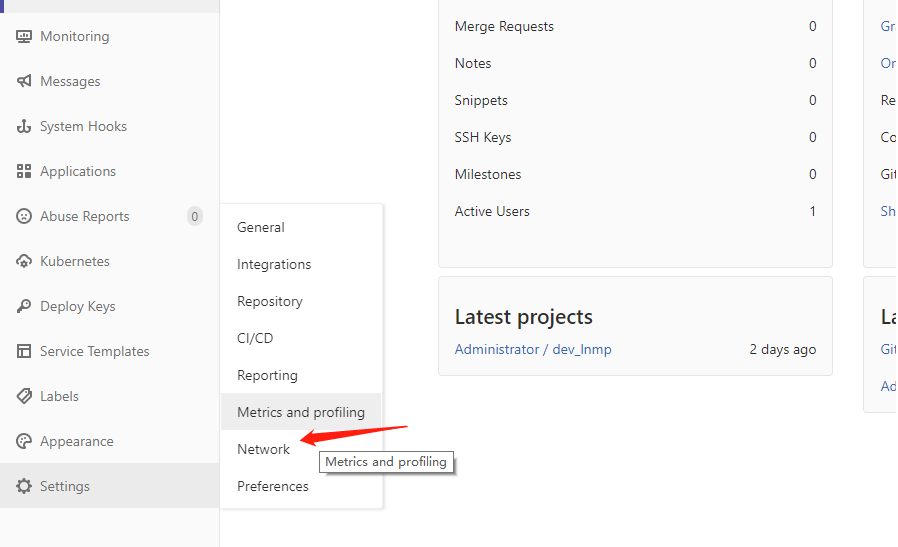 Monitoring
Messages
System Hooks
Applications
Abuse Reports 0
Kubernetes
Deploy Keys
Service Templates
Labels
Appearance
Settings
General
Integrations
Repository
CI/CD
Reporting
Metrics and profiling
Network
Metrics and profiling
Preferences
Merge Requests 0
Notes 0
Snippets 0
SSH Keys 0
Milestones 0
Active Users 1
Latest projects
Administrator / dev_lnmp 2 days ago
Gr
Or
Re
Co
Git
Sh
La
Git
Ad